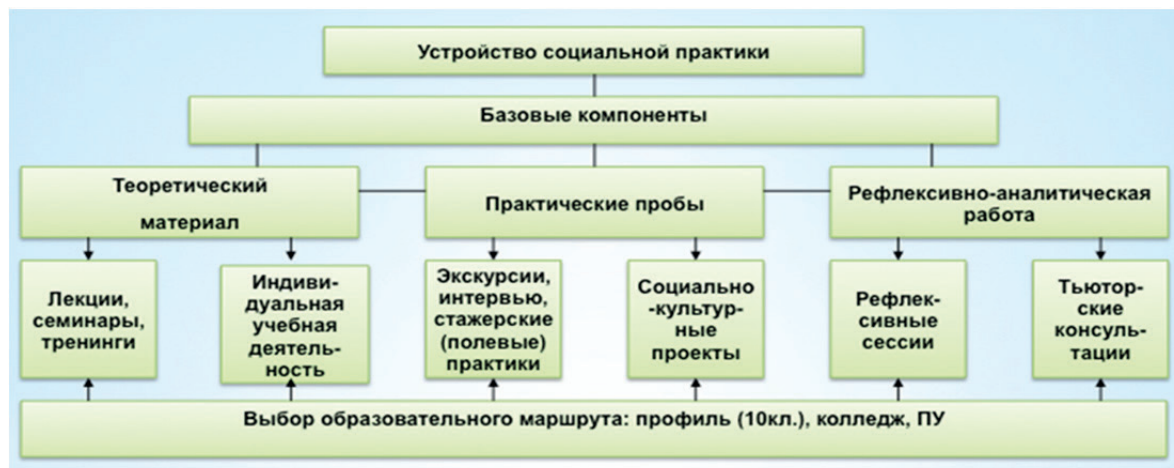 Устройство социальной практики
Базовые компоненты
Теоретический
материал
Практические пробы
Рефлексивно-аналитическая
работа
Лекции,
семинары,
тренинги
Индиви-
дуальная
учебная
деятель-
ность
Экскурсии,
интервью,
стажерские
(полевые)
практики
Социально
-культур-
ные
проекты
Рефлек-
сивные
сессии
Тьютор-
ские
консуль-
тации
Выбор образовательного маршрута: профиль (10кл.), колледж, ПУ